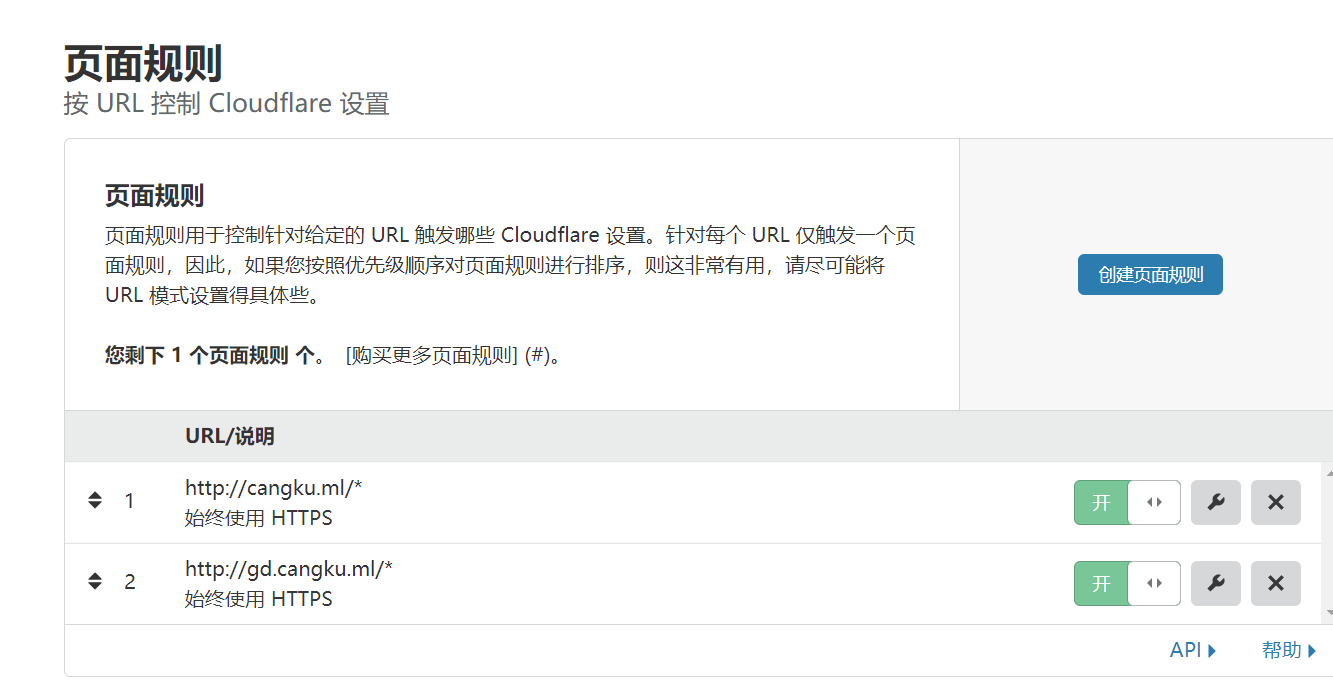 页面规则
按 URL 控制 Cloudflare 设置
页面规则
页面规则用于控制针对给定的 URL 触发哪些 Cloudflare 设置。针对每个 URL 仅触发一个页
面规则，因此，如果您按照优先级顺序对页面规则进行排序，则这非常有用，请尽可能将
URL 模式设置得具体些。
创建页面规则
您剩下 1 个页面规则 个。 [购买更多页面规则] (#)。
URL/说明
1
http://cangku.ml/*
始终使用 HTTPS
开
2
http://gd.cangku.ml/*
始终使用 HTTPS
开
API
帮助